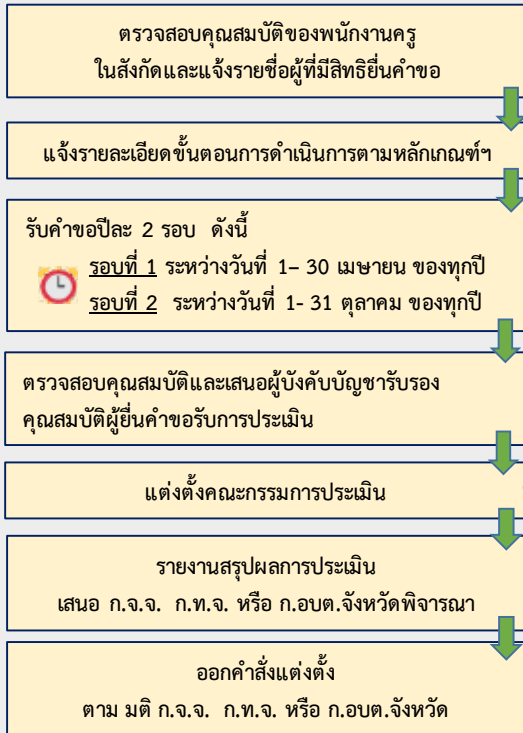 ตรวจสอบคุณสมบัติของพนักงานครู
ในสังกัดและแจ้งรายชื่อผู้ที่มีสิทธิยื่นคำขอ
แจ้งรายละเอียดขั้นตอนการดำเนินการตามหลักเกณฑ์ฯ
รับคำขอปีละ 2 รอบ ดังนี้
รอบที่ 1 ระหว่างวันที่ 1– 30 เมษายน ของทุกปี
รอบที่ 2 ระหว่างวันที่ 1- 31 ตุลาคม ของทุกปี
ตรวจสอบคุณสมบัติและเสนอผู้บังคับบัญชารับรอง
คุณสมบัติผู้ยื่นคำขอรับการประเมิน
แต่งตั้งคณะกรรมการประเมิน
รายงานสรุปผลการประเมิน
เสนอ ก.จ.จ. ก.ท.จ. หรือ ก.อบต.จังหวัดพิจารณา
ออกคำสั่งแต่งตั้ง
ตาม มติ ก.จ.จ. ก.ท.จ. หรือ ก.อบต.จังหวัด